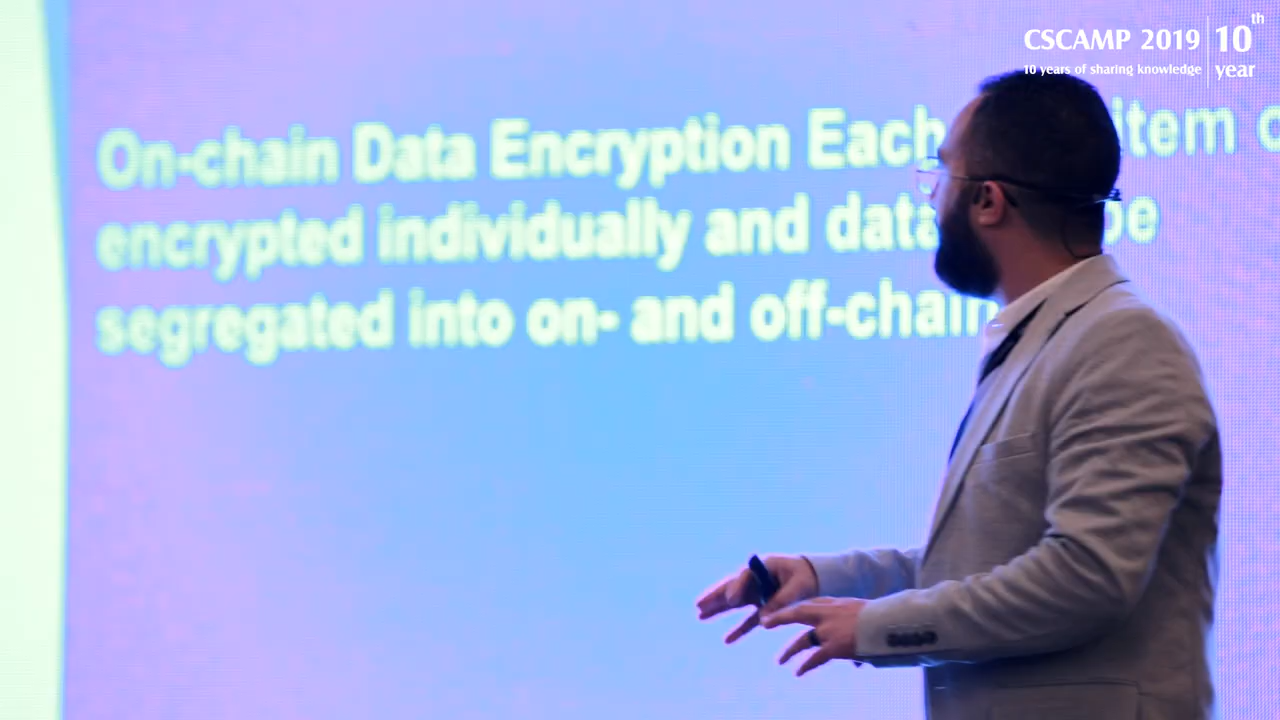 CSCAMP 2019
10 years of sharing knowledge
10th
year
On-chain Data Encryption Each item
encrypted individually and data be
segregated into on- and off-chain